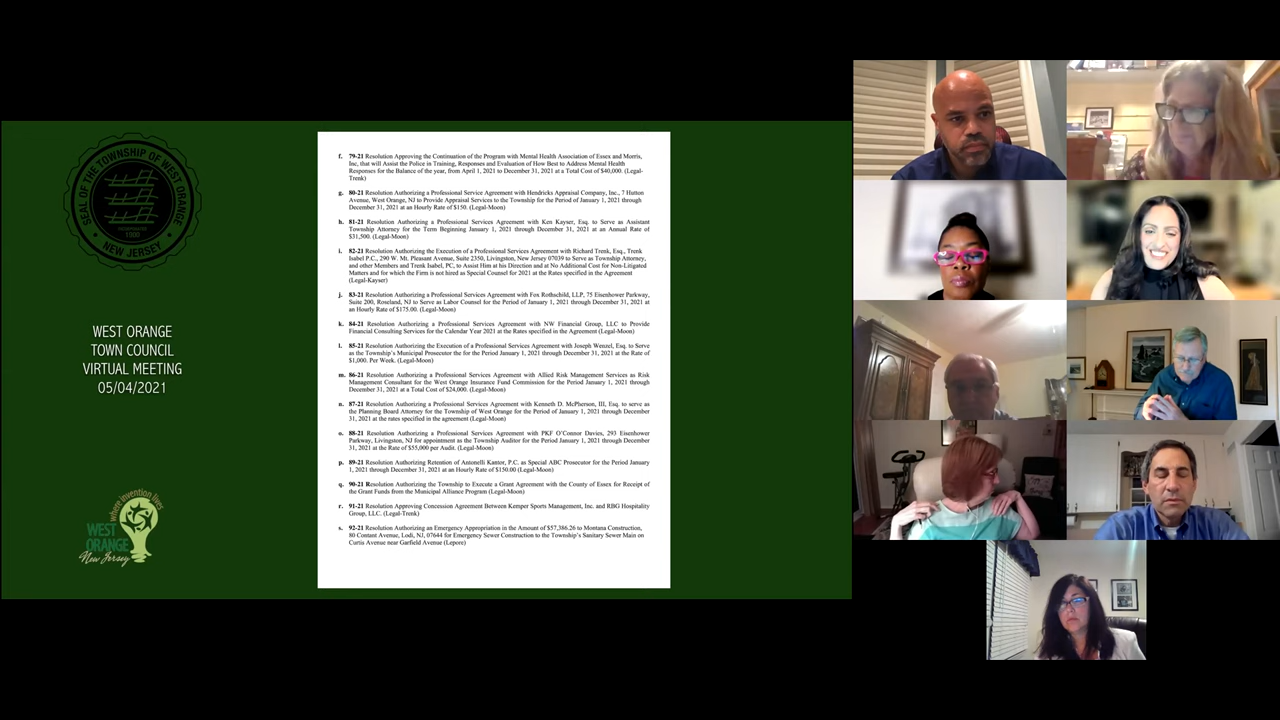 SEAL OF THE TOWNSHIP OF WEST ORANGE
INCORPORATED
1900
NEW JERSEY
WEST ORANGE
TOWN COUNCIL
VIRTUAL MEETING
05/04/2021
where invention lives
WEST
ORANGE
New Jersey
f. 79-21 Resolution Approving the Continuation of the Program with Mental Health Association of Essex and Morris,
Inc, that will Assist the Police in Training, Responses and Evaluation of How Best to Address Mental Health
Responses for the Balance of the year, from April 1, 2021 to December 31, 2021 at a Total Cost of $40,000. (Legal-
Trenk)
g. 80-21 Resolution Authorizing a Professional Service Agreement with Hendricks Appraisal Company, Inc., 7 Hutton
Avenue, West Orange, NJ to Provide Appraisal Services to the Township for the Period of January 1, 2021 through
December 31, 2021 at an Hourly Rate of $150. (Legal-Moon)
h. 81-21 Resolution Authorizing a Professional Services Agreement with Ken Kayser, Esq. to Serve as Assistant
Township Attorney for the Term Beginning January 1, 2021 through December 31, 2021 at an Annual Rate of
$31,500. (Legal-Moon)
i. 82-21 Resolution Authorizing the Execution of a Professional Services Agreement with Richard Trenk, Esq., Trenk
Isabel P.C., 290 W. Mt. Pleasant Avenue, Suite 2350, Livingston, New Jersey 07039 to Serve as Township Attorney,
and other Members and Trenk Isabel, PC, to Assist Him at his Direction and at No Additional Cost for Non-Litigated
Matters and for which the Firm is not hired as Special Counsel for 2021 at the Rates specified in the Agreement
(Legal-Kayser)
j. 83-21 Resolution Authorizing a Professional Services Agreement with Fox Rothschild, LLP, 75 Eisenhower Parkway,
Suite 200, Roseland, NJ to Serve as Labor Counsel for the Period of January 1, 2021 through December 31, 2021 at
an Hourly Rate of $175.00. (Legal-Moon)
k. 84-21 Resolution Authorizing a Professional Services Agreement with NW Financial Group, LLC to Provide
Financial Consulting Services for the Calendar Year 2021 at the Rates specified in the Agreement (Legal-Moon)
l. 85-21 Resolution Authorizing the Execution of a Professional Services Agreement with Joseph Wenzel, Esq. to Serve
as the Township's Municipal Prosecutor the for the Period January 1, 2021 through December 31, 2021 at the Rate of
$1,000. Per Week. (Legal-Moon)
m. 86-21 Resolution Authorizing a Professional Services Agreement with Allied Risk Management Services as Risk
Management Consultant for the West Orange Insurance Fund Commission for the Period January 1, 2021 through
December 31, 2021 at a Total Cost of $24,000. (Legal-Moon)
n. 87-21 Resolution Authorizing a Professional Services Agreement with Kenneth D. McPherson, III, Esq. to serve as
the Planning Board Attorney for the Township of West Orange for the Period of January 1, 2021 through December
31, 2021 at the rates specified in the agreement (Legal-Moon)
o. 88-21 Resolution Authorizing a Professional Services Agreement with PKF O'Connor Davies, 293 Eisenhower
Parkway, Livingston, NJ for appointment as the Township Auditor for the Period January 1, 2021 through December
31, 2021 at the Rate of $55,000 per Audit. (Legal-Moon)
p. 89-21 Resolution Authorizing Retention of Antonelli Kantor, P.C. as Special ABC Prosecutor for the Period January
1, 2021 through December 31, 2021 at an Hourly Rate of $150.00 (Legal-Moon)
q. 90-21 Resolution Authorizing the Township to Execute a Grant Agreement with the County of Essex for Receipt of
the Grant Funds from the Municipal Alliance Program (Legal-Moon)
r. 91-21 Resolution Approving Concession Agreement Between Kemper Sports Management, Inc. and RBG Hospitality
Group, LLC. (Legal-Trenk)
s. 92-21 Resolution Authorizing an Emergency Appropriation in the Amount of $57,386.26 to Montana Construction,
80 Contant Avenue, Lodi, NJ, 07644 for Emergency Sewer Construction to the Township's Sanitary Sewer Main on
Curtis Avenue near Garfield Avenue (Lepore)